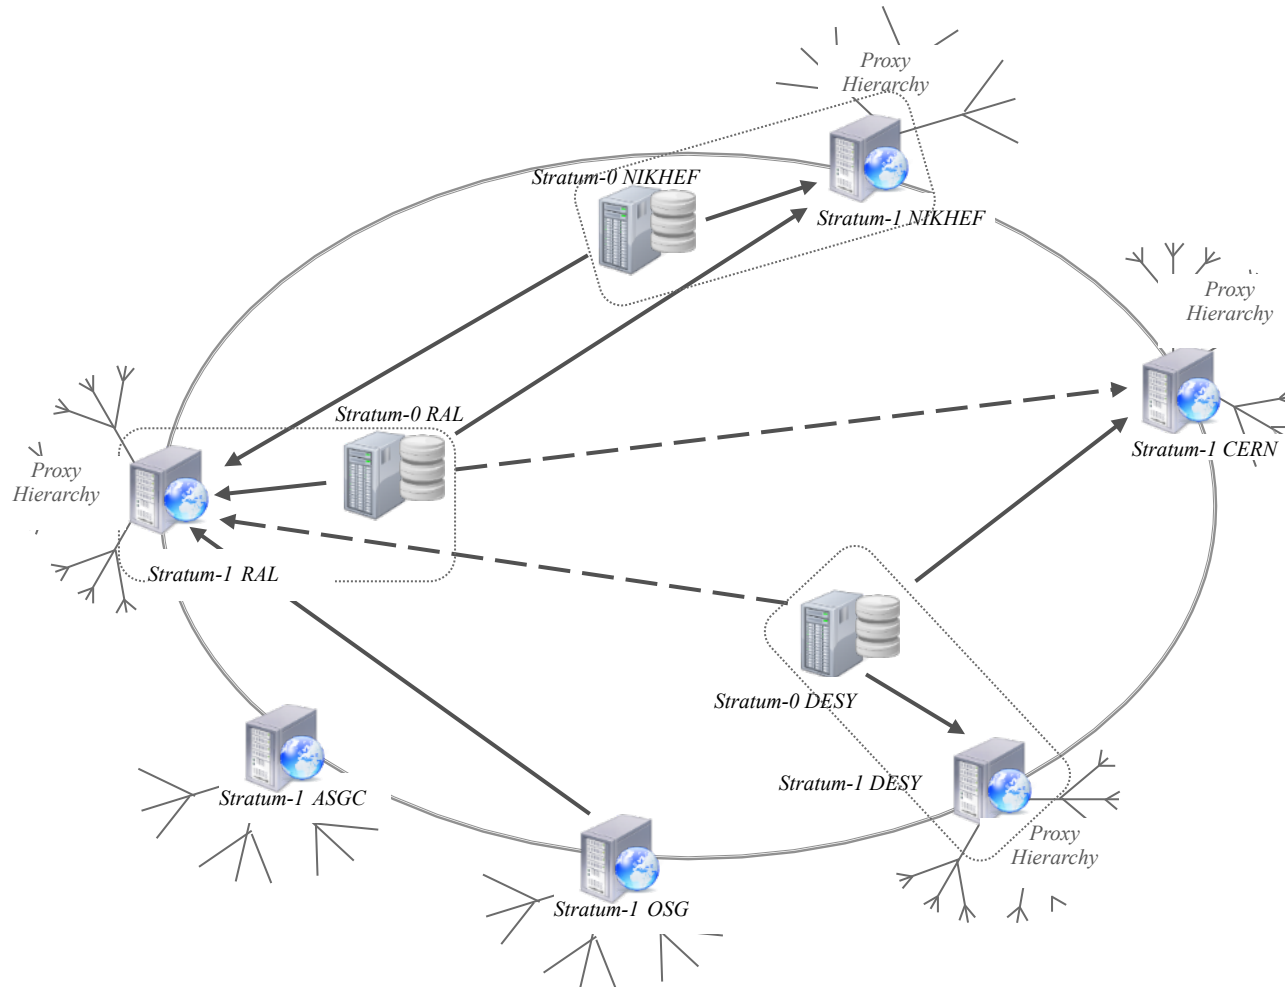 Proxy
Hierarchy
Stratum-0 NIKHEF
Stratum-1 NIKHEF
Proxy
Hierarchy
Stratum-0 RAL
Stratum-1 CERN
Proxy
Hierarchy
Stratum-1 RAL
Stratum-0 DESY
Stratum-1 DESY
Stratum-1 ASGC
Proxy
Hierarchy
Stratum-1 OSG